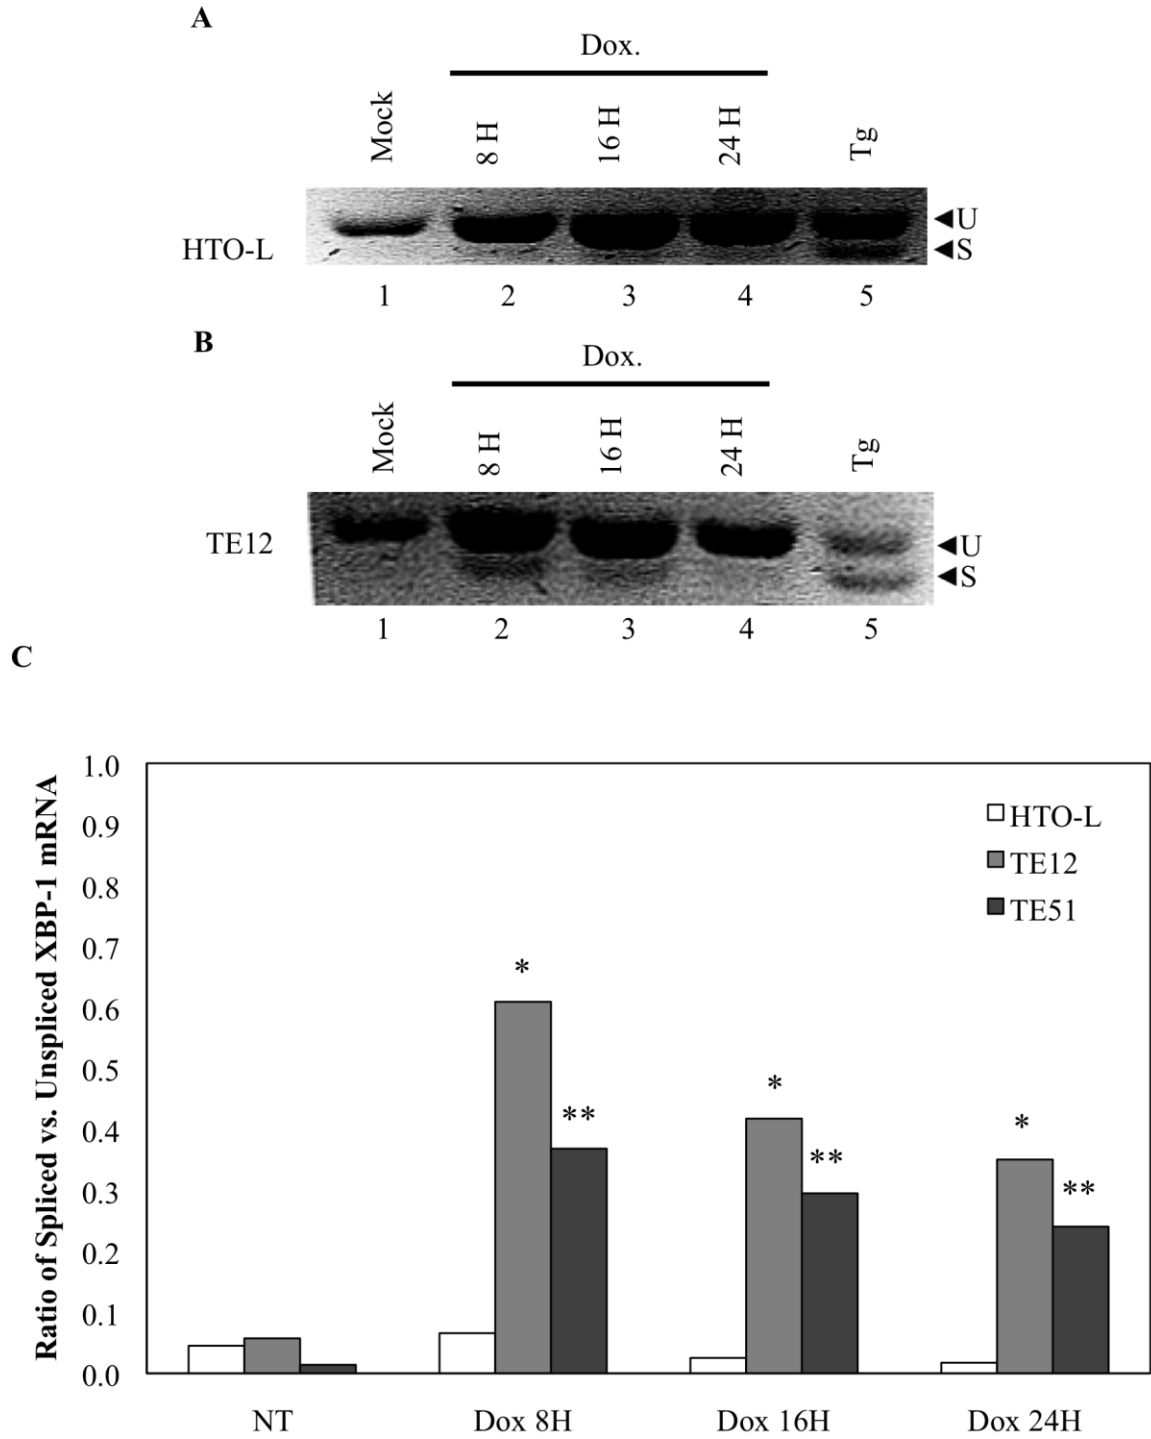 A
Dox.
Mock
8 H
16 H
24 H
Tg
HTO-L
◄U
◄S
1 2 3 4 5
B
Dox.
Mock
8 H
16 H
24 H
Tg
TE12
◄U
◄S
1 2 3 4 5
C
Ratio of Spliced vs. Unspliced XBP-1 mRNA
1.0
0.9
0.8
0.7
0.6
0.5
0.4
0.3
0.2
0.1
0.0
HTO-L
TE12
TE51
*
**
*
**
*
**
NT Dox 8H Dox 16H Dox 24H